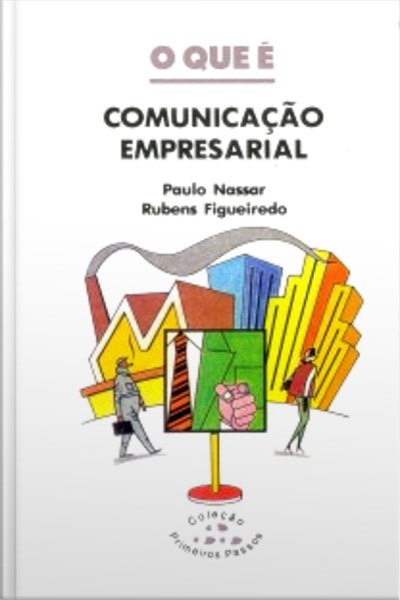 O QUE É
COMUNICAÇÃO
EMPRESARIAL
Paulo Nassar
Rubens Figueiredo
Coleção
Primeiros Passos